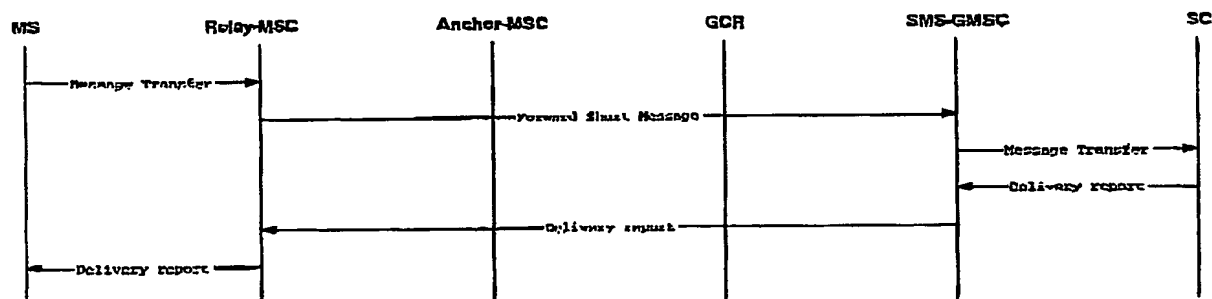 MS Relay-MSC Anchor-MSC GCR SMS-GMSC SC
Message Transfer
Forward Short Message
Message Transfer
Delivery report
Delivery report
Delivery report